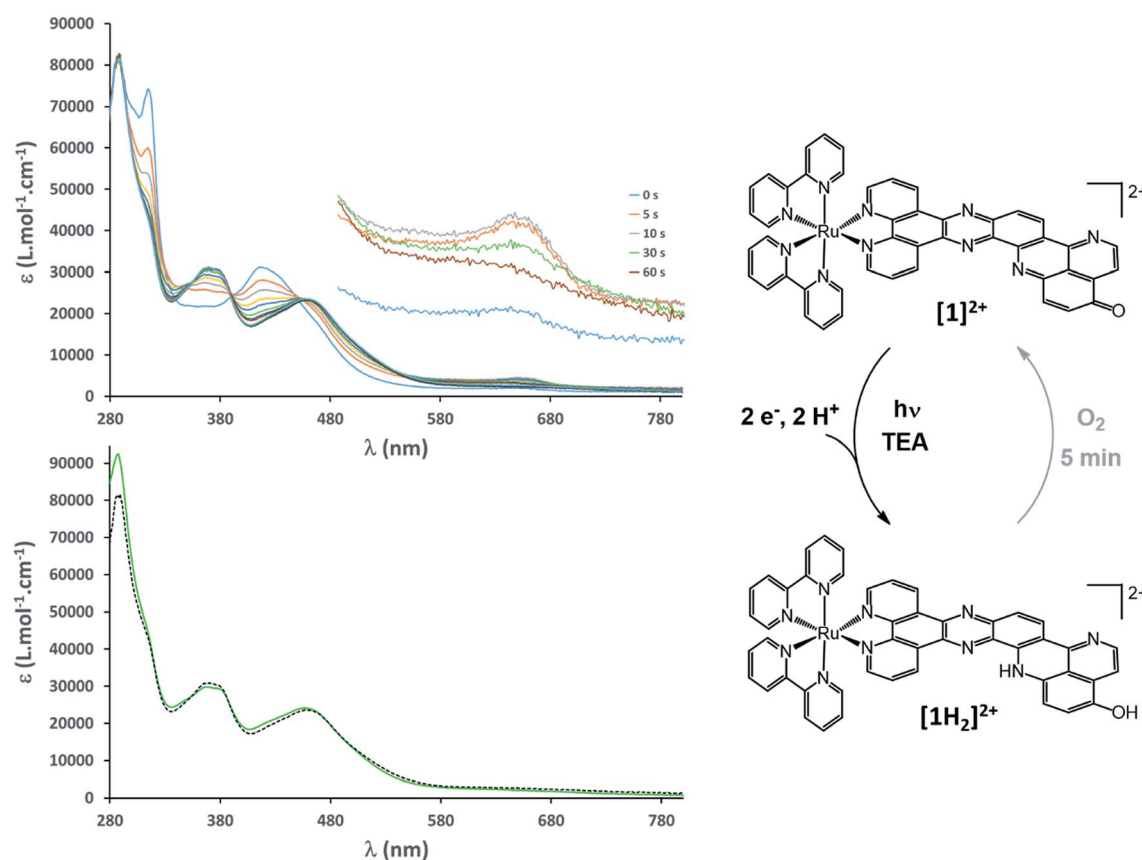 90000
80000
70000
60000
50000
40000
30000
20000
10000
0
280
380
480
580
680
780
ε (L.mol-1.cm-1)
λ (nm)
0 s
5 s
10 s
30 s
60 s
90000
80000
70000
60000
50000
40000
30000
20000
10000
0
280
380
480
580
680
780
ε (L.mol-1.cm-1)
λ (nm)
2+
N
N
N
N
Ru
N
N
N
N
N
N
O
[1]2+
2 e-, 2 H+
hν
TEA
O2
5 min
2+
N
N
N
N
Ru
N
N
N
N
N
HN
OH
[1H2]2+